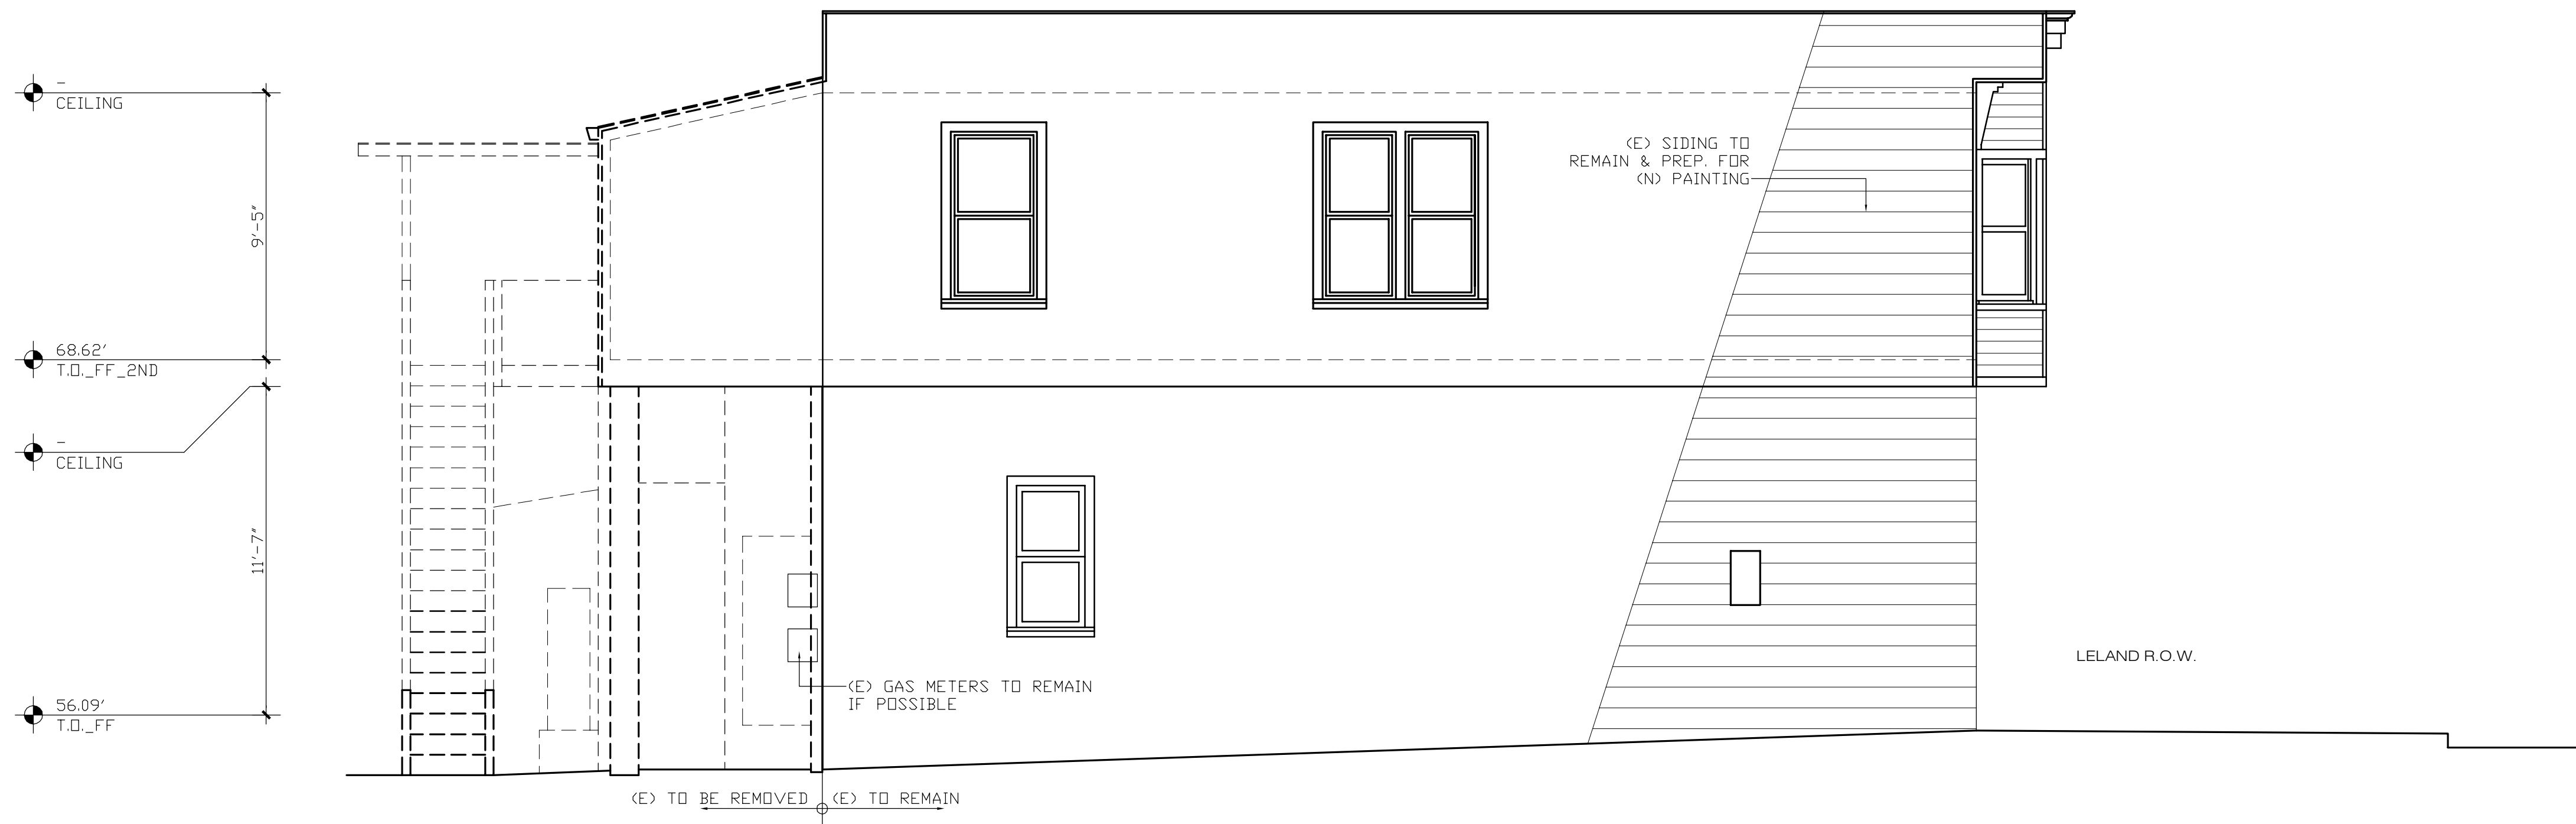 –
CEILING
(E) SIDING TO
REMAIN & PREP. FOR
(N) PAINTING
9'-5"
68.62'
T.O._FF_2ND
–
CEILING
11'-7"
LELAND R.O.W.
(E) GAS METERS TO REMAIN
IF POSSIBLE
56.09'
T.O._FF
(E) TO BE REMOVED
(E) TO REMAIN